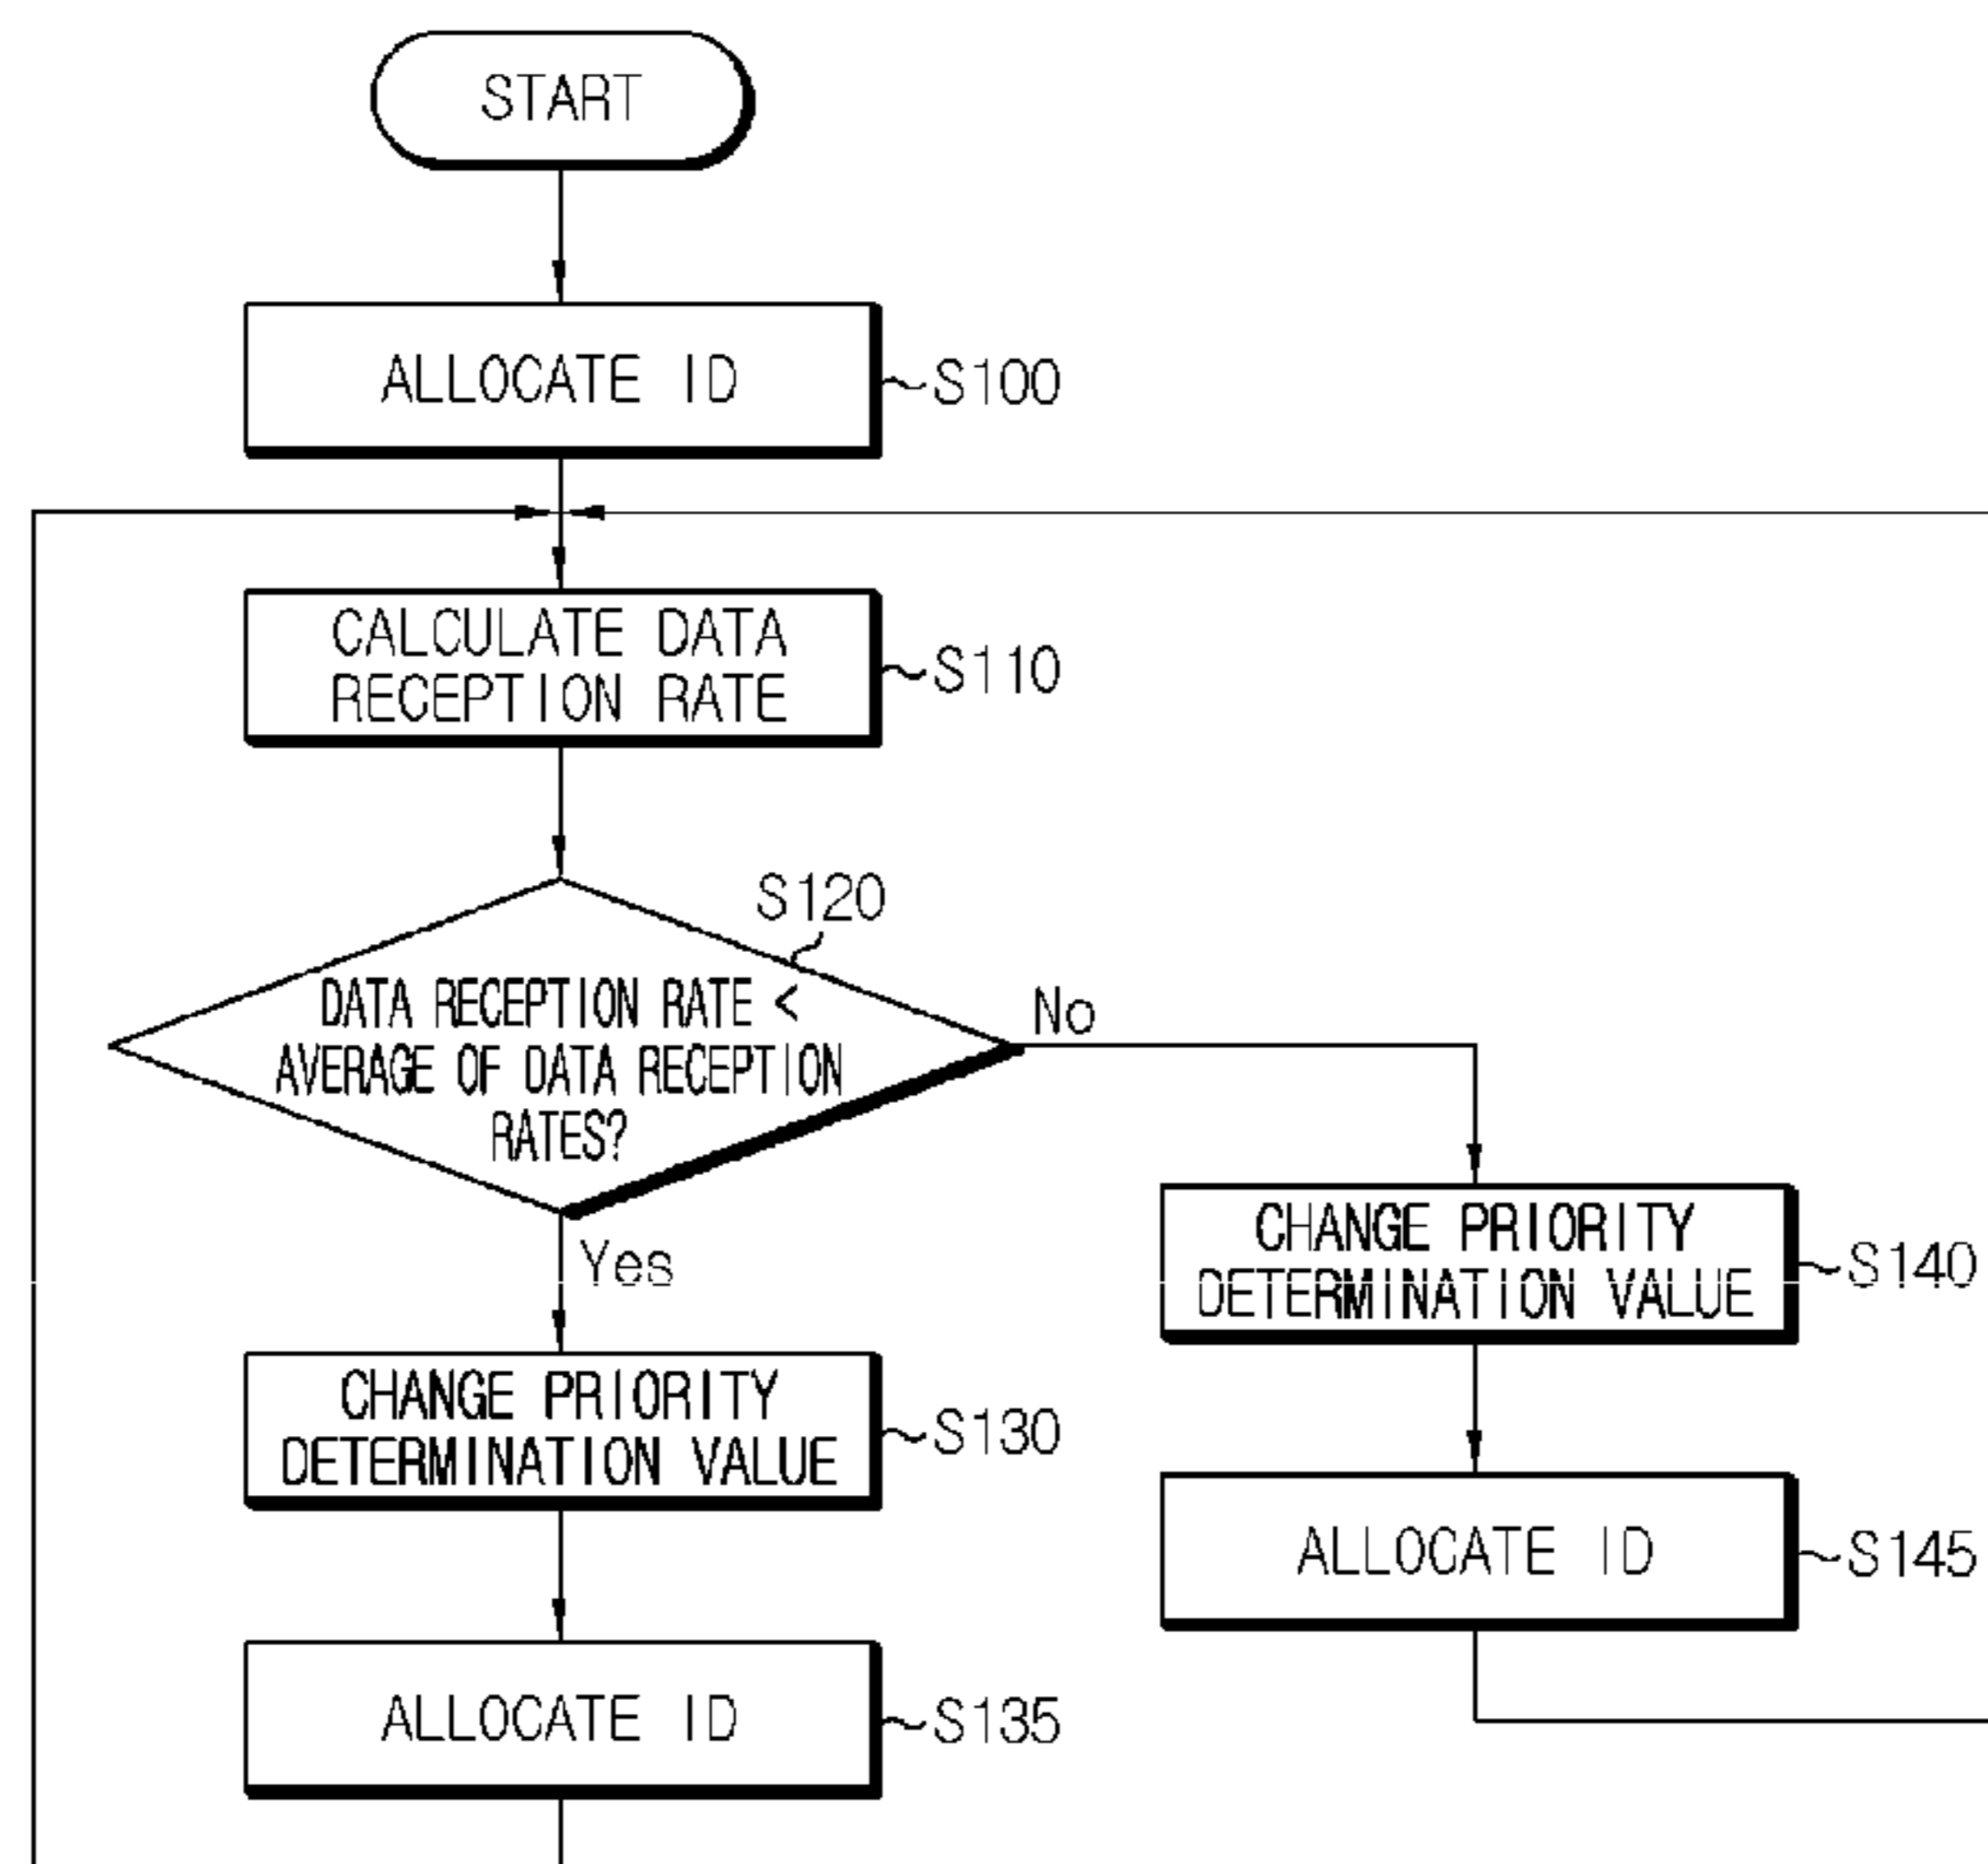 START
ALLOCATE ID
S100
CALCULATE DATA
RECEPTION RATE
S110
S120
DATA RECEPTION RATE <
AVERAGE OF DATA RECEPTION
RATES?
No
Yes
CHANGE PRIORITY
DETERMINATION VALUE
S140
CHANGE PRIORITY
DETERMINATION VALUE
S130
ALLOCATE ID
S145
ALLOCATE ID
S135